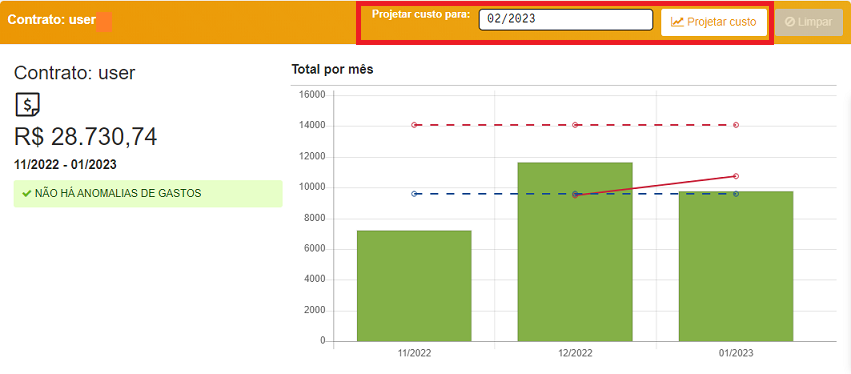 Contrato: user
Projetar custo para:
02/2023
Projetar custo
Limpar
Contrato: user
$
R$ 28.730,74
11/2022 - 01/2023
NÃO HÁ ANOMALIAS DE GASTOS
Total por mês
16000
14000
12000
10000
8000
6000
4000
2000
0
11/2022
12/2022
01/2023